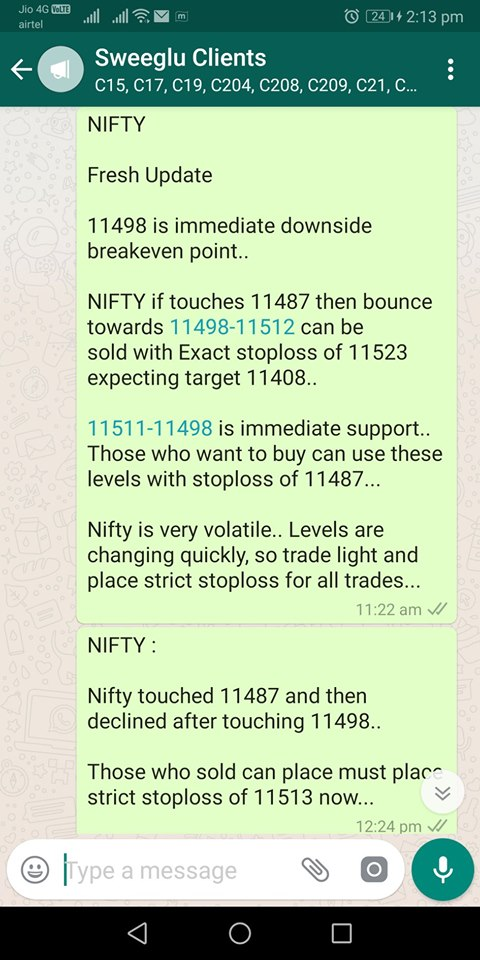 Jio 4G VoLTE
airtel
24
2:13 pm
Sweeglu Clients
C15, C17, C19, C204, C208, C209, C21, C...
NIFTY
Fresh Update
11498 is immediate downside
breakeven point..
NIFTY if touches 11487 then bounce
towards 11498-11512 can be
sold with Exact stoploss of 11523
expecting target 11408..
11511-11498 is immediate support..
Those who want to buy can use these
levels with stoploss of 11487...
Nifty is very volatile.. Levels are
changing quickly, so trade light and
place strict stoploss for all trades...
11:22 am
NIFTY :
Nifty touched 11487 and then
declined after touching 11498..
Those who sold can place must place
strict stoploss of 11513 now...
12:24 pm
Type a message